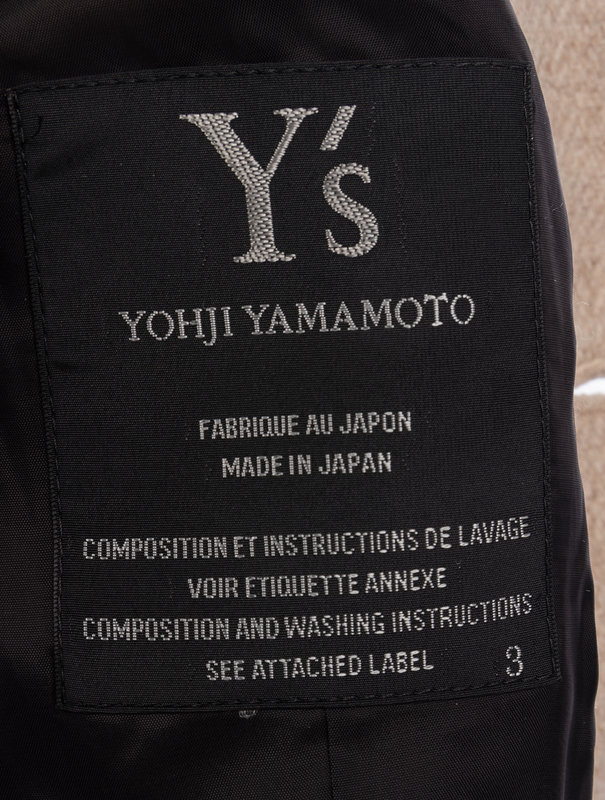 Y's
YOHJI YAMAMOTO
FABRIQUE AU JAPON
MADE IN JAPAN
COMPOSITION ET INSTRUCTIONS DE LAVAGE
VOIR ETIQUETTE ANNEXE
COMPOSITION AND WASHING INSTRUCTIONS
SEE ATTACHED LABEL 3